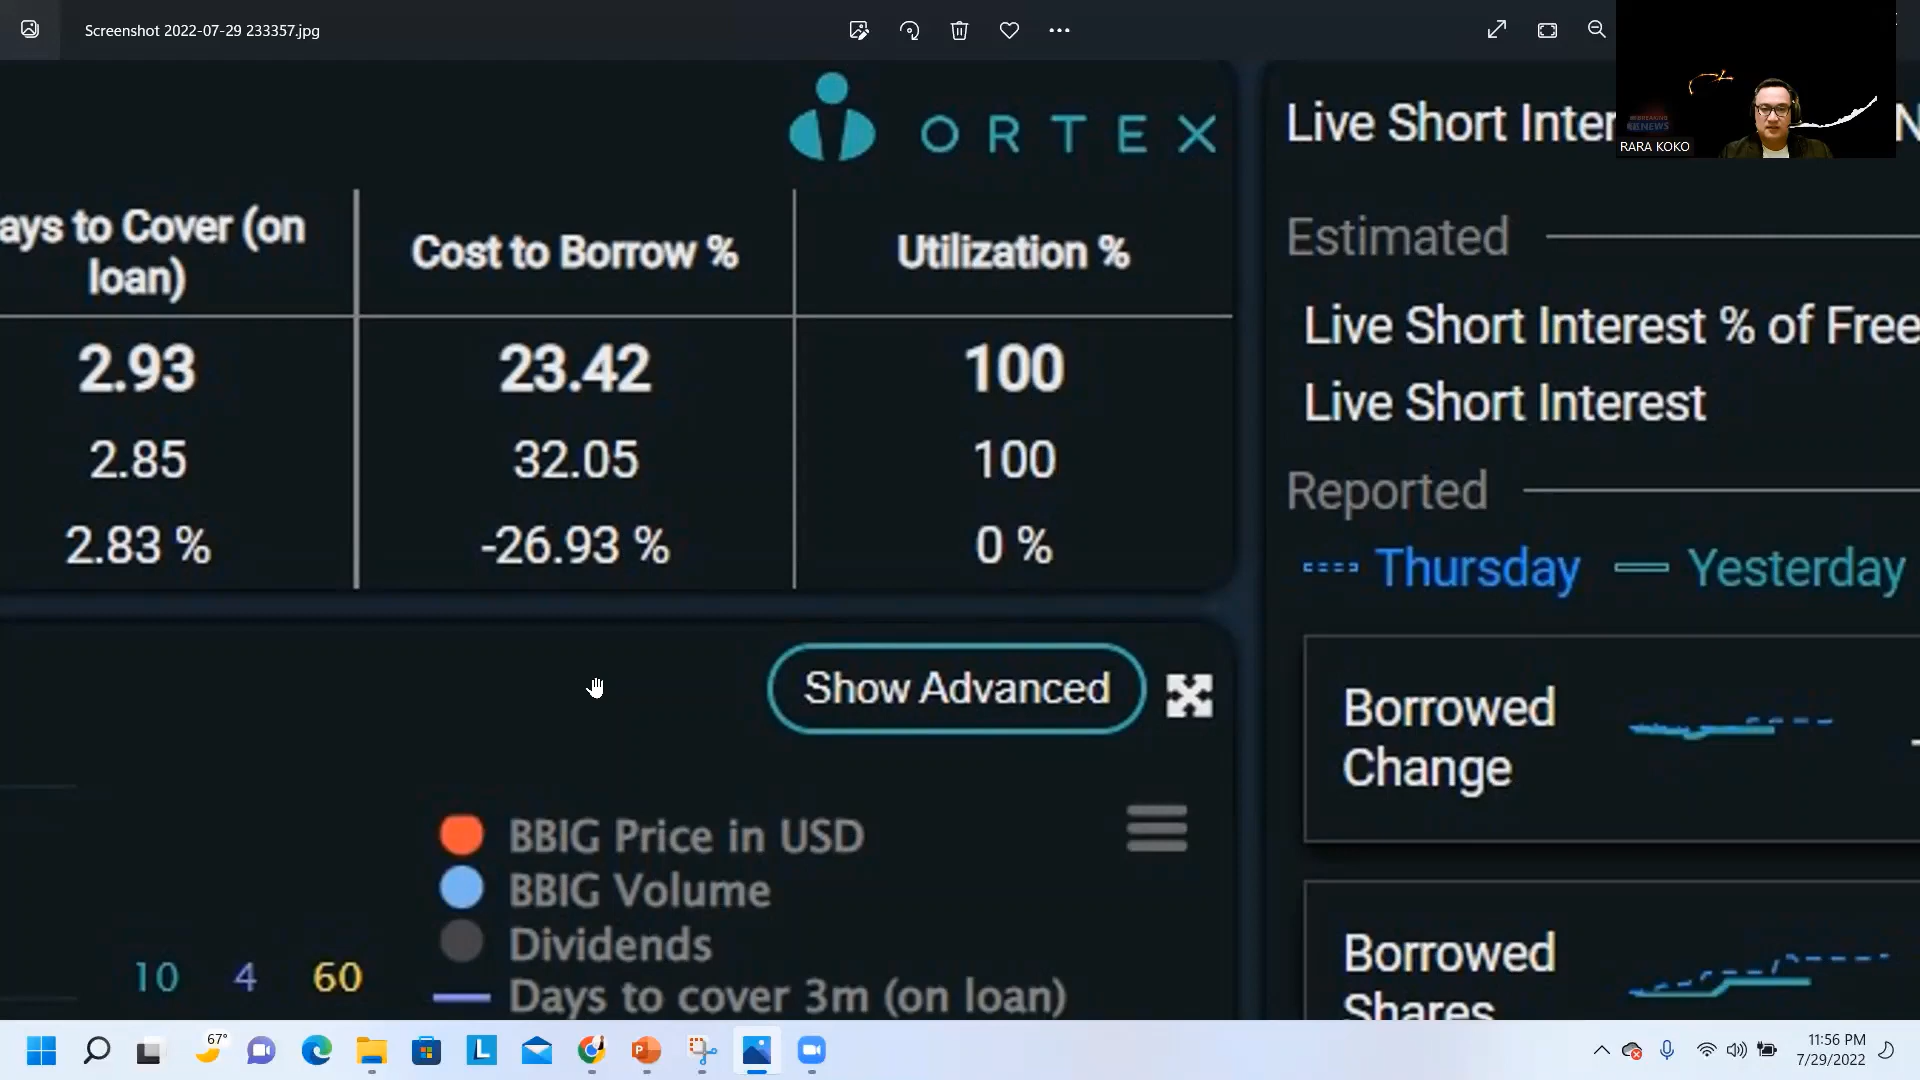 Screenshot 2022-07-29 233357.jpg
ORTEX
ays to Cover (on
loan)
Cost to Borrow %
Utilization %
2.93
23.42
100
2.85
32.05
100
2.83 %
-26.93 %
0 %
Show Advanced
BBIG Price in USD
BBIG Volume
Dividends
Days to cover 3m (on loan)
10 4 60
Live Short Inter
RARA KOKO
Estimated
Live Short Interest % of Free
Live Short Interest
Reported
Thursday Yesterday
Borrowed
Change
Borrowed
Shares
67°
11:56 PM
7/29/2022